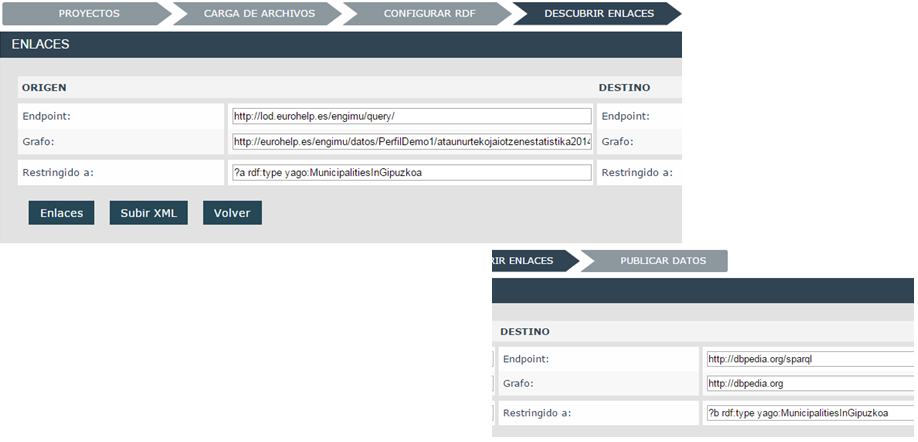 PROYECTOS CARGA DE ARCHIVOS CONFIGURAR RDF DESCUBRIR ENLACES
ENLACES
ORIGEN DESTINO
Endpoint: http://lod.eurohelp.es/engimu/query/ Endpoint:
Grafo: http://eurohelp.es/engimu/datos/PerfilDemo1/ataunurtekojaiotzenestatistika2014 Grafo:
Restringido a: ?a rdf:type yago:MunicipalitiesInGipuzkoa Restringido a:
Enlaces Subir XML Volver
RIR ENLACES PUBLICAR DATOS
DESTINO
Endpoint: http://dbpedia.org/sparql
Grafo: http://dbpedia.org
Restringido a: ?b rdf:type yago:MunicipalitiesInGipuzkoa